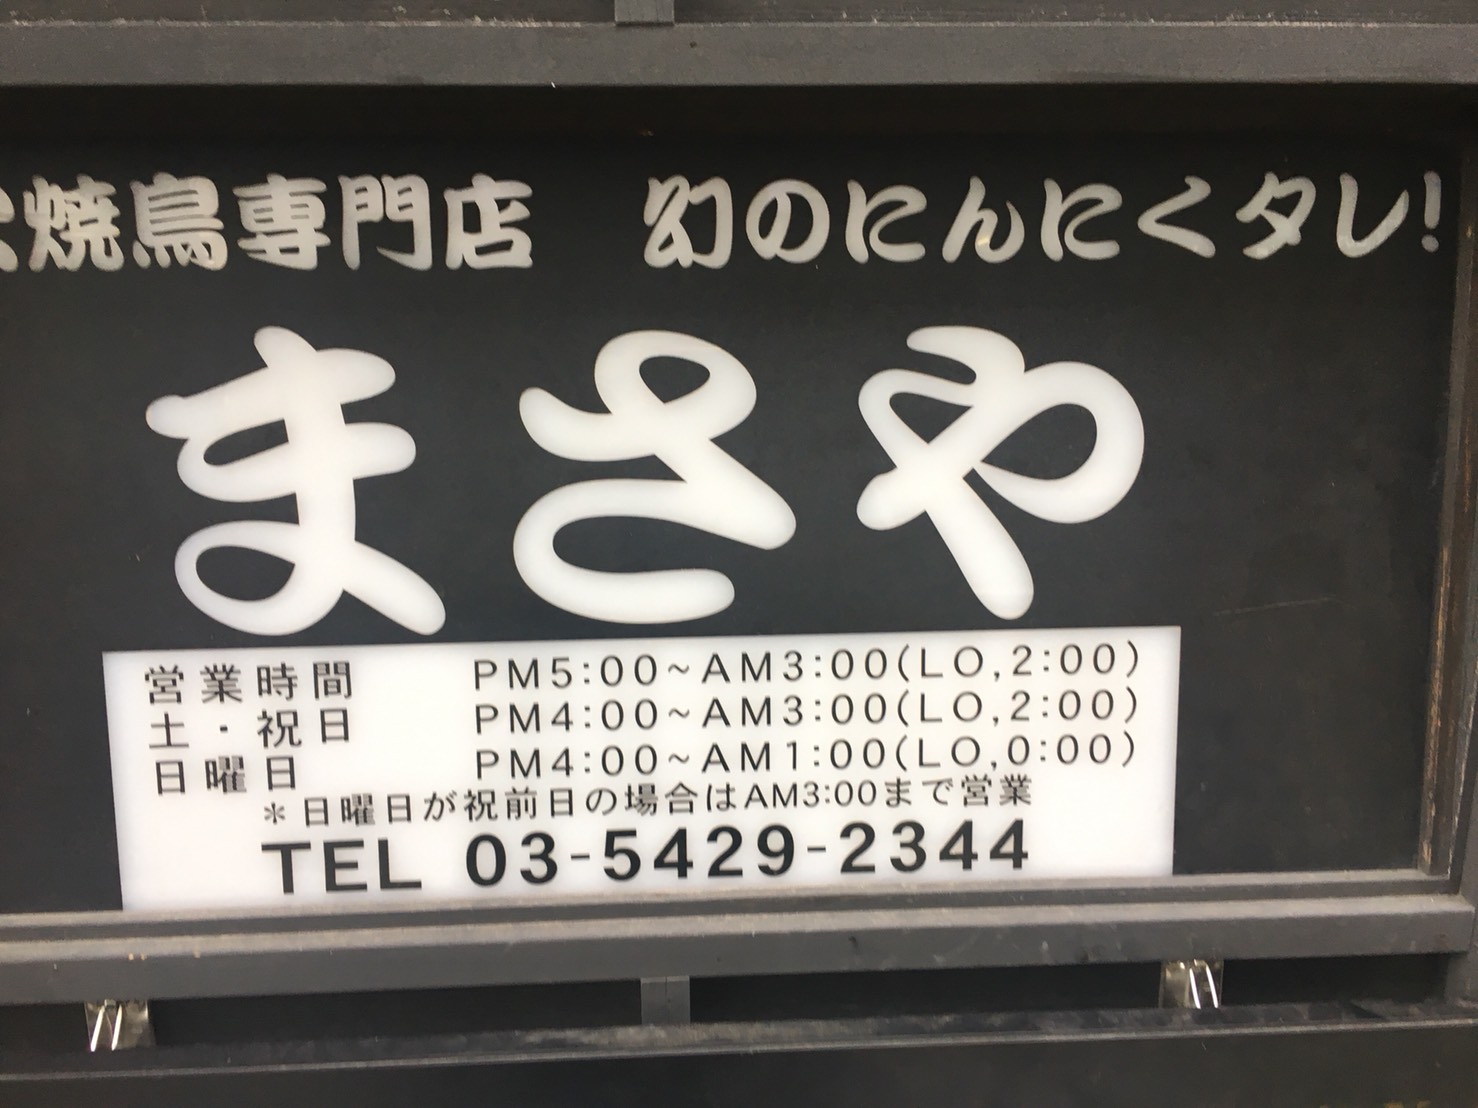 焼鳥専門店 幻のにんにくタレ!
まさや
営業時間 PM5:00~AM3:00(LO,2:00)
土・祝日 PM4:00~AM3:00(LO,2:00)
日曜日 PM4:00~AM1:00(LO,0:00)
*日曜日が祝前日の場合はAM3:00まで営業
TEL 03-5429-2344